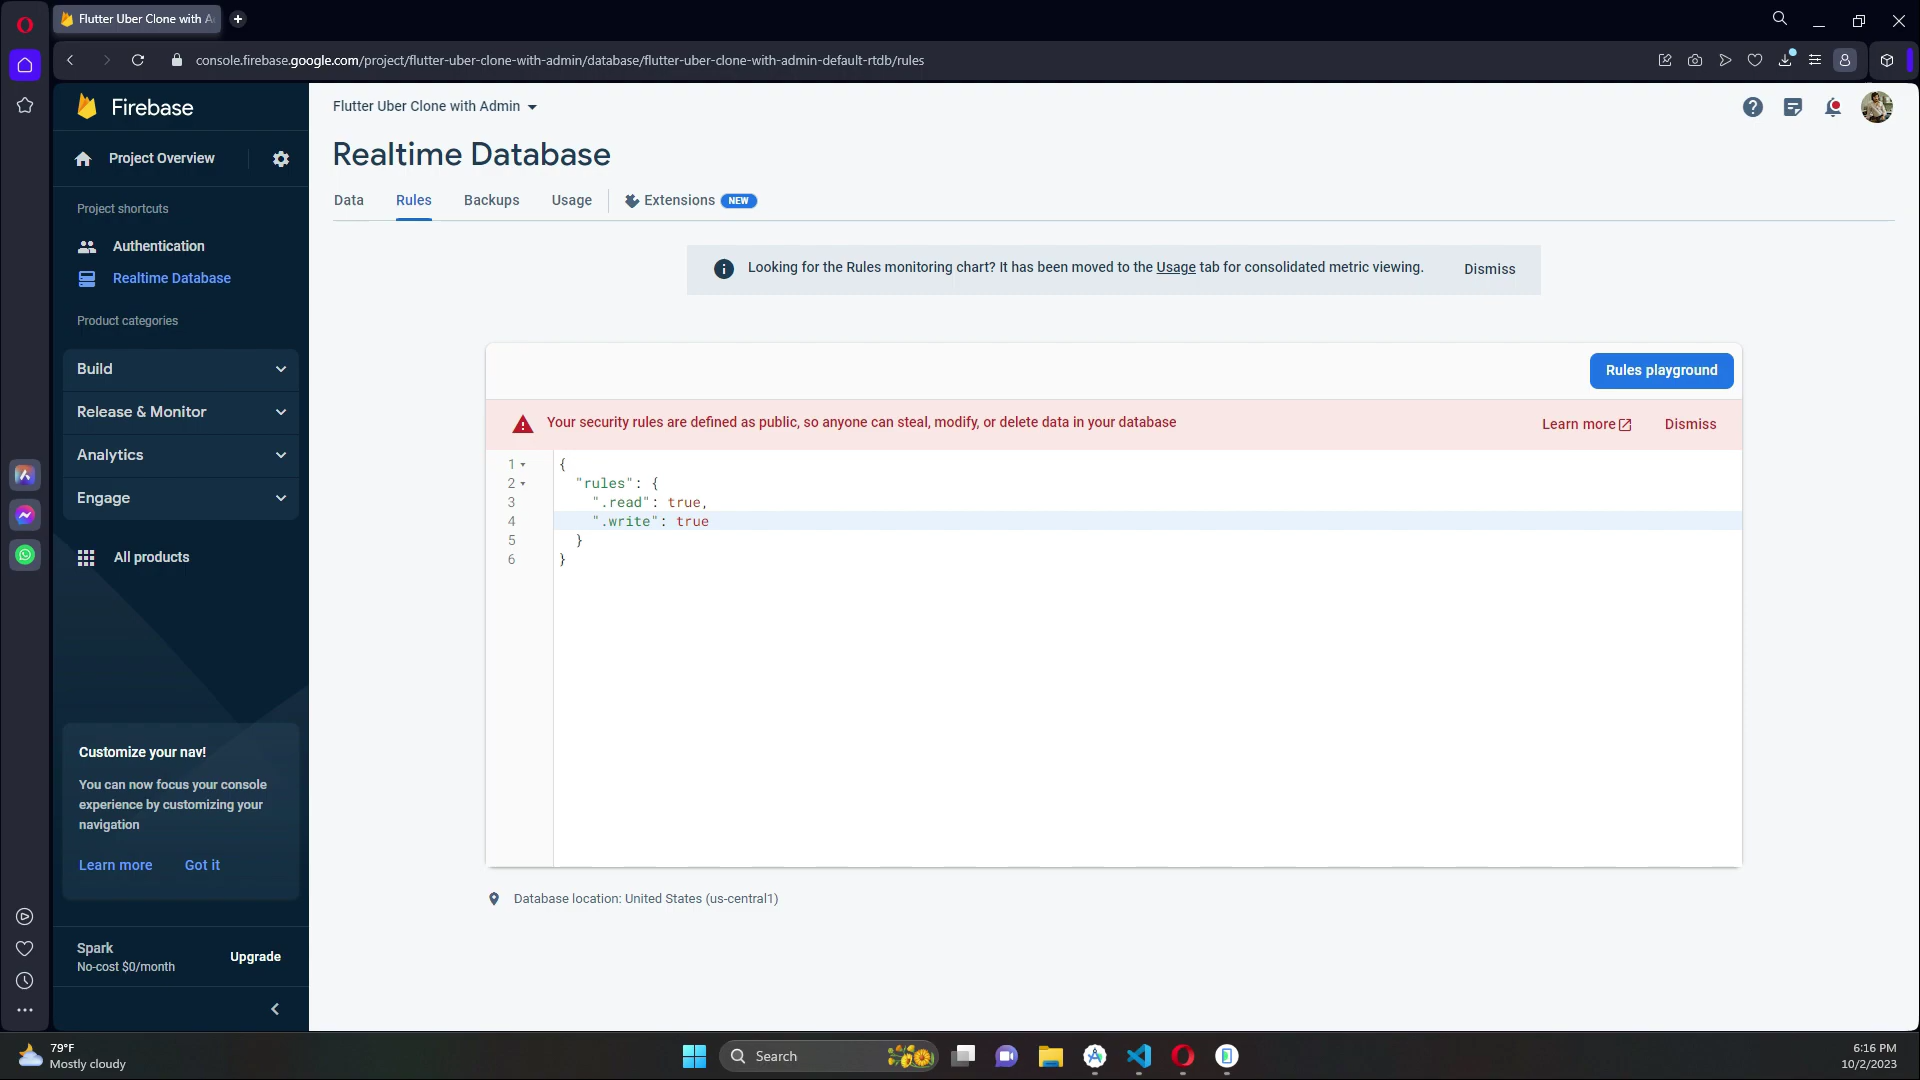 Flutter Uber Clone with A
console.firebase.google.com/project/flutter-uber-clone-with-admin/database/flutter-uber-clone-with-admin-default-rtdb/rules
Firebase
Project Overview
Project shortcuts
Authentication
Realtime Database
Product categories
Build
Release & Monitor
Analytics
Engage
All products
Customize your nav!
You can now focus your console
experience by customizing your
navigation
Learn more
Got it
Spark
No-cost $0/month
Upgrade
Flutter Uber Clone with Admin
Realtime Database
Data
Rules
Backups
Usage
Extensions NEW
Looking for the Rules monitoring chart? It has been moved to the Usage tab for consolidated metric viewing.
Dismiss
Rules playground
Your security rules are defined as public, so anyone can steal, modify, or delete data in your database
Learn more
Dismiss
1 {
2 "rules": {
3 ".read": true,
4 ".write": true
5 }
6 }
Database location: United States (us-central1)
79°F
Mostly cloudy
Search
6:16 PM
10/2/2023